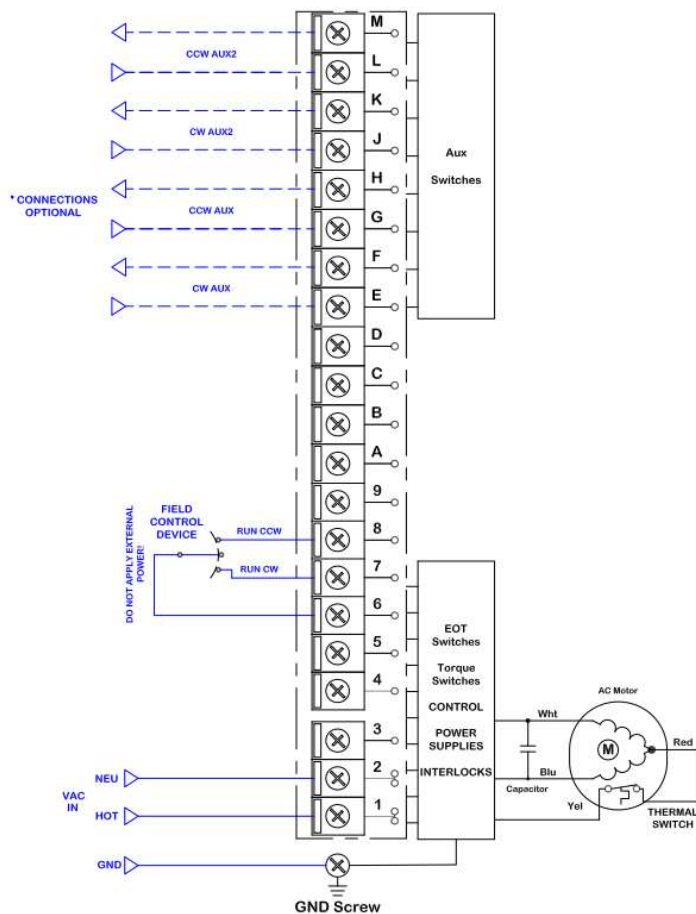 M
CCW AUX2
L
K
CW AUX2
J
Aux
Switches
H
* CONNECTIONS
OPTIONAL
CCW AUX
G
F
CW AUX
E
D
C
B
A
9
FIELD
CONTROL
DEVICE
RUN CCW
8
DO NOT APPLY EXTERNAL
POWER!
RUN CW
7
6
5
4
EOT
Switches
Torque
Switches
CONTROL
POWER
SUPPLIES
INTERLOCKS
AC Motor
Wht
Red
M
Blu
Capacitor
Yel
THERMAL
SWITCH
3
NEU
2
VAC
IN
HOT
1
GND
GND Screw